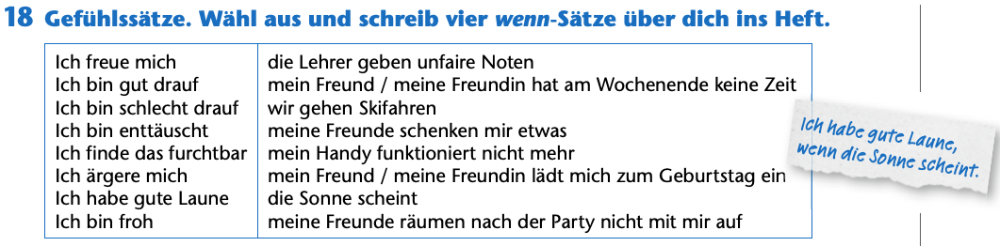 18 Gefühlssätze. Wähl aus und schreib vier wenn-Sätze über dich ins Heft.
Ich freue mich die Lehrer geben unfaire Noten
Ich bin gut drauf mein Freund / meine Freundin hat am Wochenende keine Zeit
Ich bin schlecht drauf wir gehen Skifahren
Ich bin enttäuscht meine Freunde schenken mir etwas
Ich finde das furchtbar mein Handy funktioniert nicht mehr
Ich ärgere mich mein Freund / meine Freundin lädt mich zum Geburtstag ein
Ich habe gute Laune die Sonne scheint
Ich bin froh meine Freunde räumen nach der Party nicht mit mir auf
Ich habe gute Laune,
wenn die Sonne scheint.